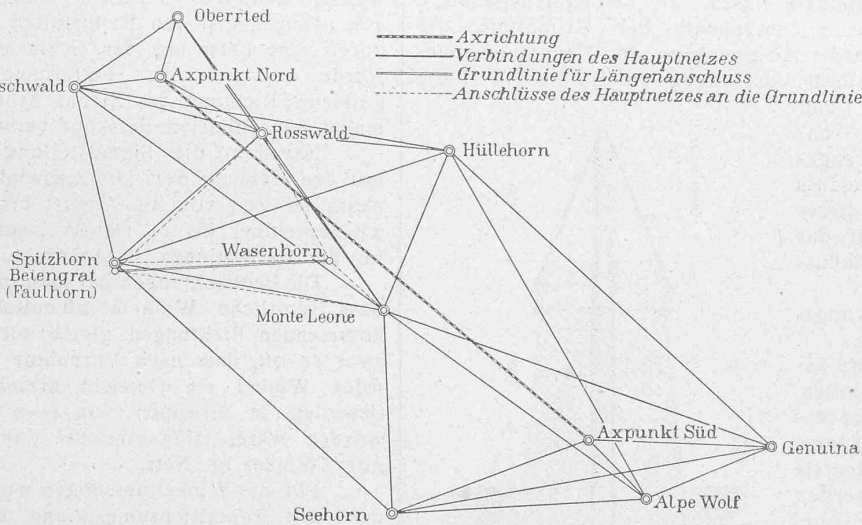 Oberrted
Axrichtung
Verbindungen des Hauptnetzes
Grundlinie für Längenanschluss
Anschlüsse des Hauptnetzes an die Grundlinie
schwald
Axpunkt Nord
Rosswald
Hüllehorn
Wasenhorn
Spitzhorn
Beiengrat
(Faulhorn)
Monte Leone
Axpunkt Süd
Genuina
Alpe Wolf
Seehorn